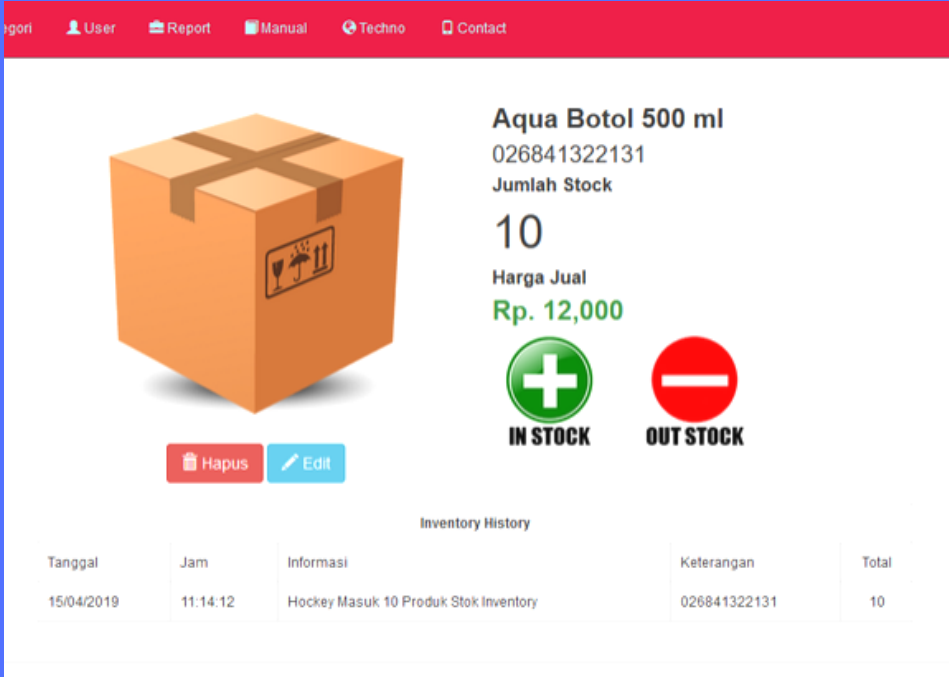 egori User Report Manual Techno Contact
Aqua Botol 500 ml
026841322131
Jumlah Stock
10
Harga Jual
Rp. 12,000
IN STOCK OUT STOCK
Hapus Edit
Inventory History
Tanggal Jam Informasi Keterangan Total
15/04/2019 11:14:12 Hockey Masuk 10 Produk Stok Inventory 026841322131 10